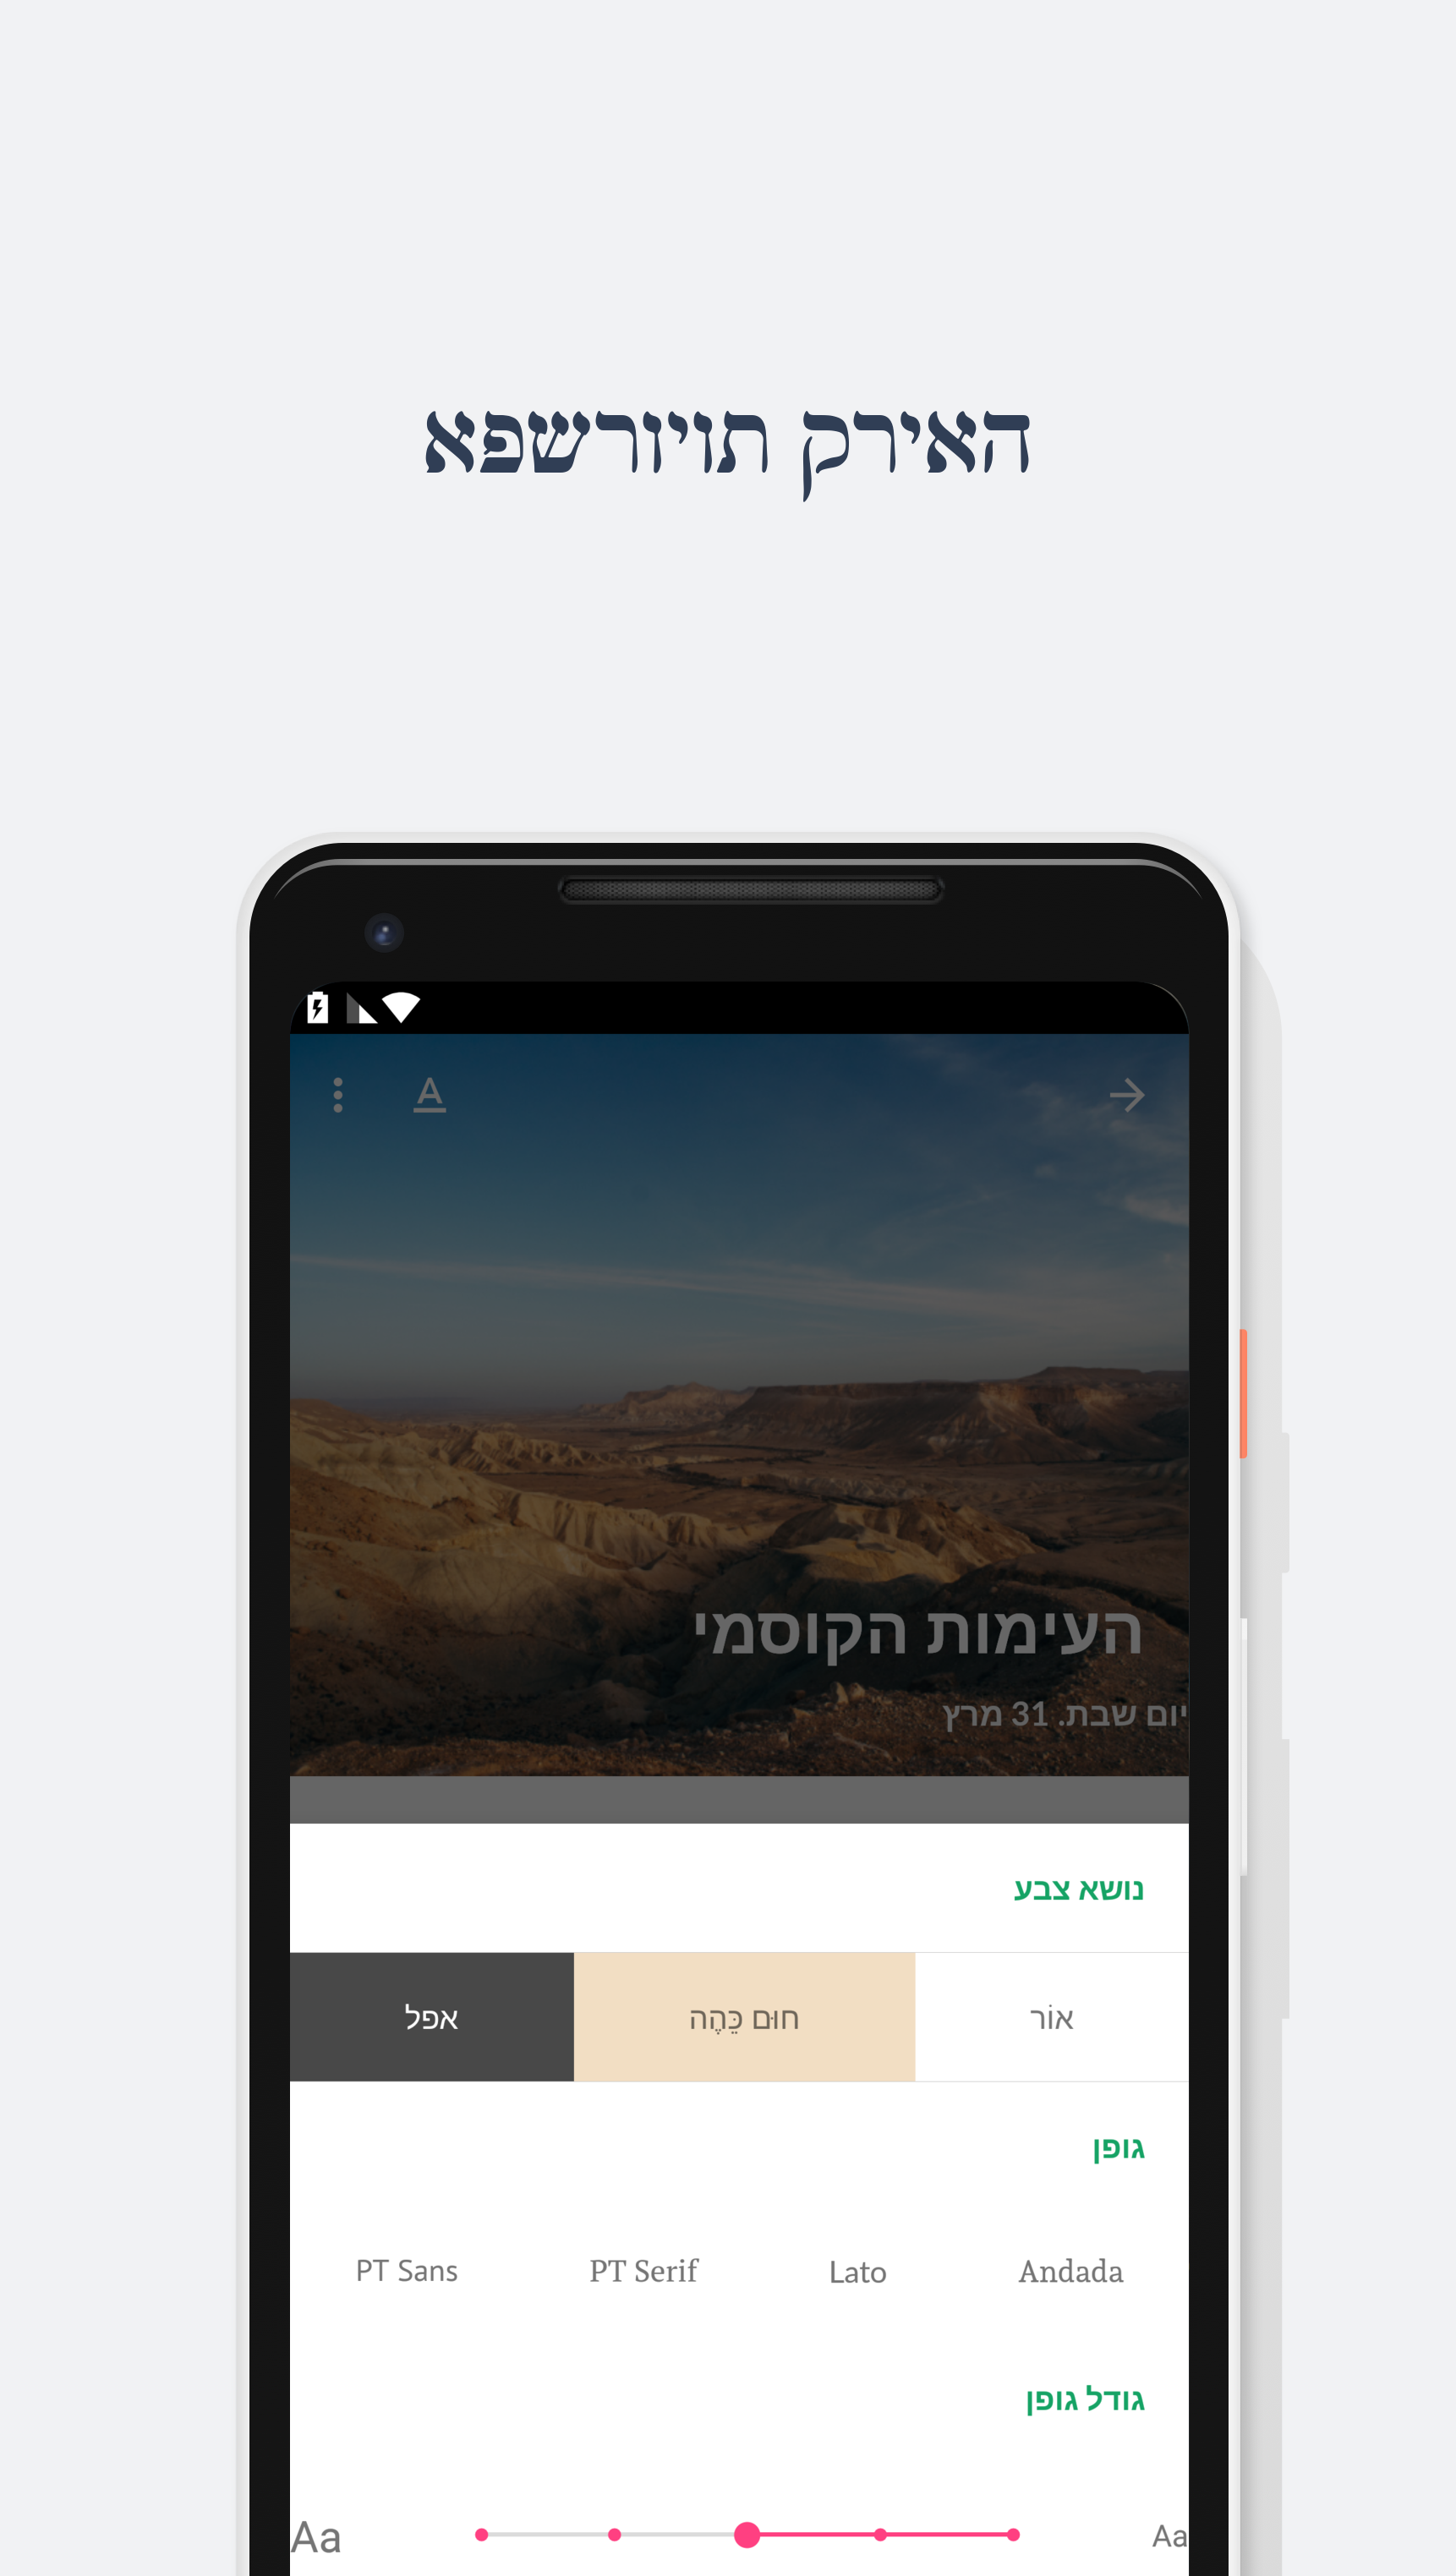 האירק תויורשפא
העימות הקוסמי
יום שבת. 31 מרץ
נושא צבע
אוֹר חוּם כֵּהֶה אפל
גופן
PT Sans PT Serif Lato Andada
גודל גופן
Aa Aa